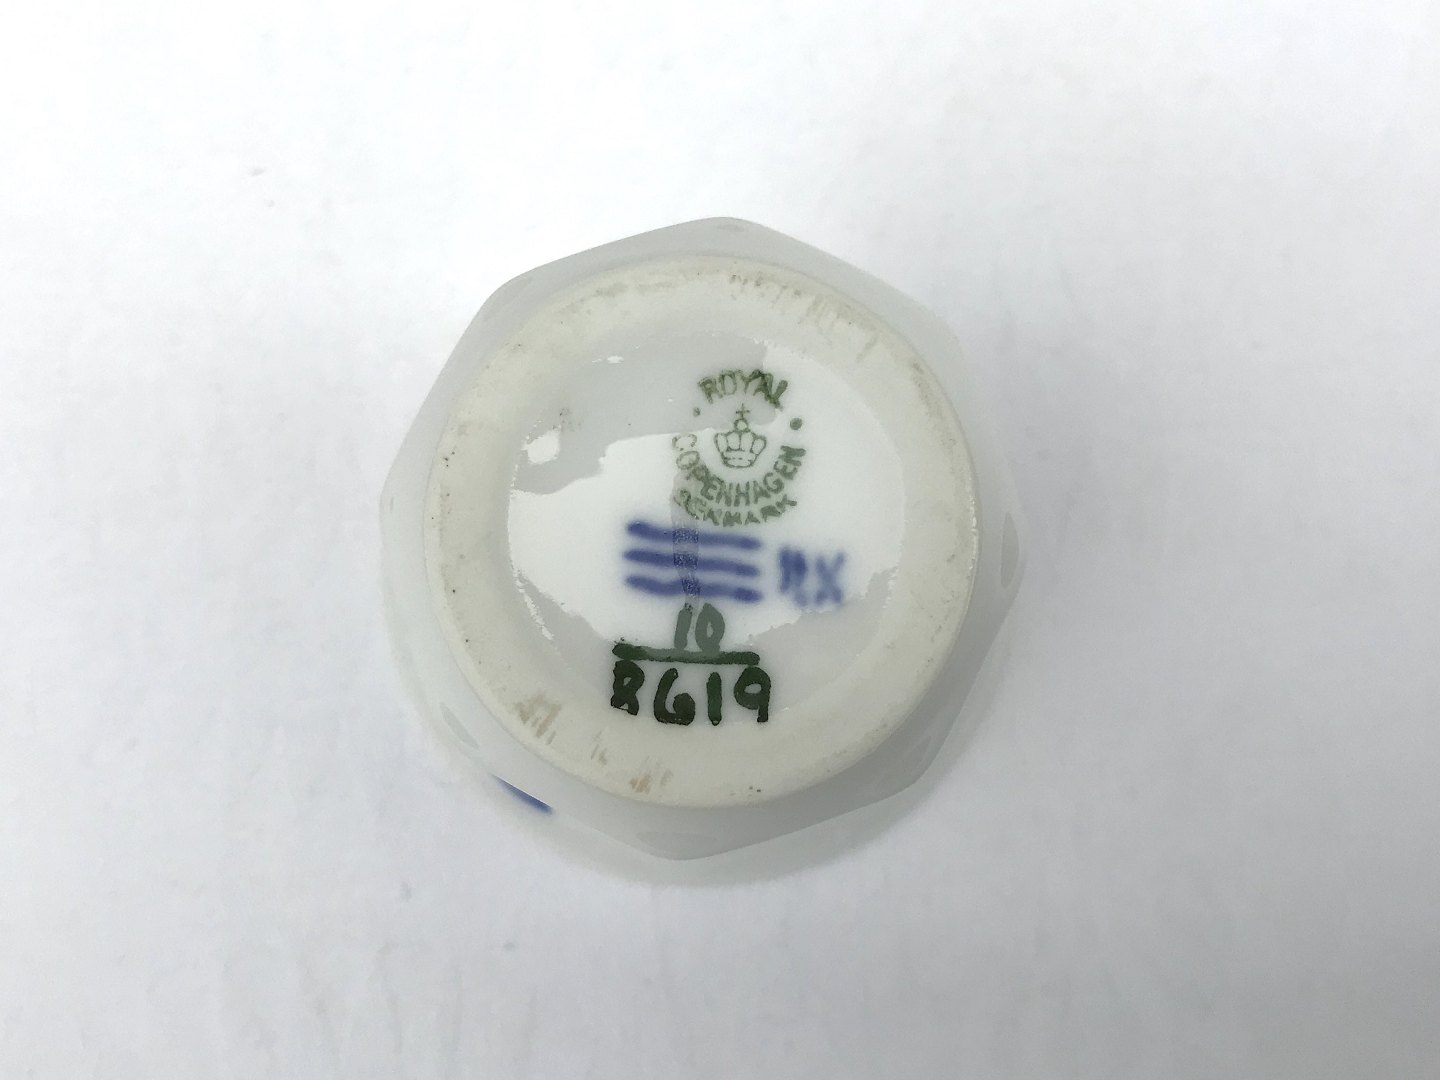 ROYAL
COPENHAGEN
DENMARK
10
8619